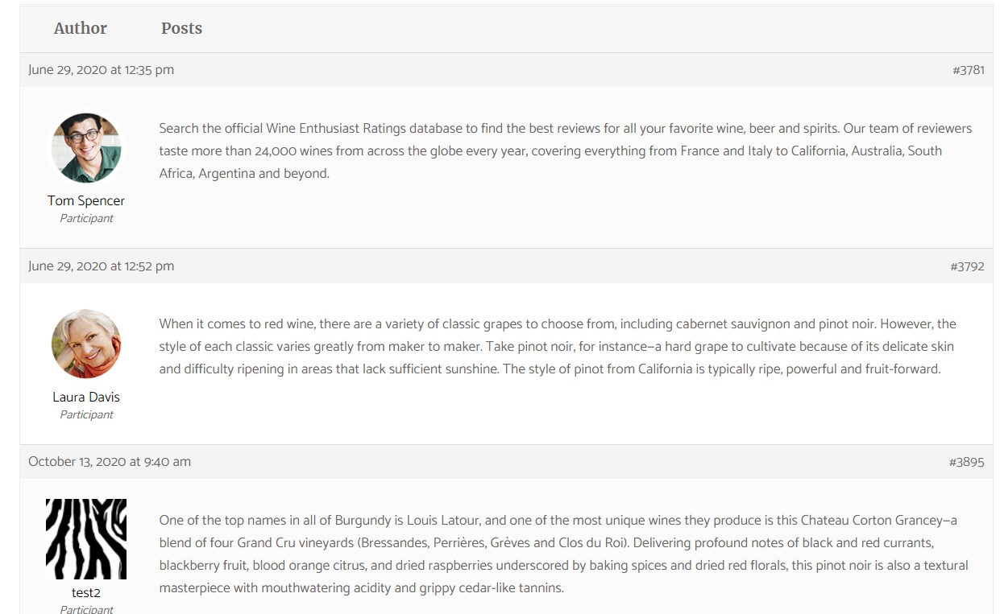 Author Posts
June 29, 2020 at 12:35 pm #3781
Search the official Wine Enthusiast Ratings database to find the best reviews for all your favorite wine, beer and spirits. Our team of reviewers
taste more than 24,000 wines from across the globe every year, covering everything from France and Italy to California, Australia, South
Africa, Argentina and beyond.
Tom Spencer
Participant
June 29, 2020 at 12:52 pm #3792
When it comes to red wine, there are a variety of classic grapes to choose from, including cabernet sauvignon and pinot noir. However, the
style of each classic varies greatly from maker to maker. Take pinot noir, for instance—a hard grape to cultivate because of its delicate skin
and difficulty ripening in areas that lack sufficient sunshine. The style of pinot from California is typically ripe, powerful and fruit-forward.
Laura Davis
Participant
October 13, 2020 at 9:40 am #3895
One of the top names in all of Burgundy is Louis Latour, and one of the most unique wines they produce is this Chateau Corton Grancey—a
blend of four Grand Cru vineyards (Bressandes, Perrières, Grèves and Clos du Roi). Delivering profound notes of black and red currants,
blackberry fruit, blood orange citrus, and dried raspberries underscored by baking spices and dried red florals, this pinot noir is also a textural
masterpiece with mouthwatering acidity and grippy cedar-like tannins.
test2
Participant